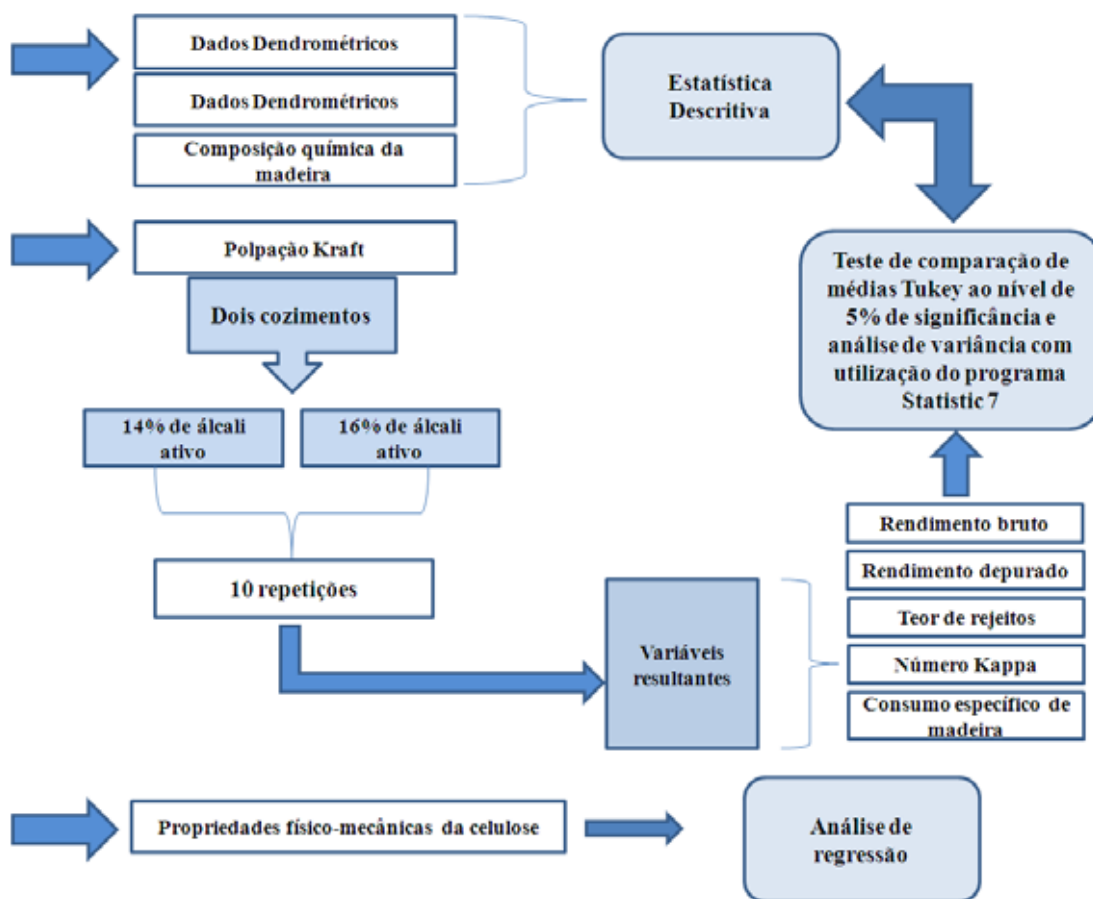 Dados Dendrométricos
Dados Dendrométricos
Composição química da
madeira
Estatística
Descritiva
Polpação Kraft
Dois cozimentos
14% de álcali
ativo
16% de álcali
ativo
10 repetições
Teste de comparação de
médias Tukey ao nível de
5% de significância e
análise de variância com
utilização do programa
Statistic 7
Variáveis
resultantes
Rendimento bruto
Rendimento depurado
Teor de rejeitos
Número Kappa
Consumo específico de
madeira
Propriedades físico-mecânicas da celulose
Análise de
regressão